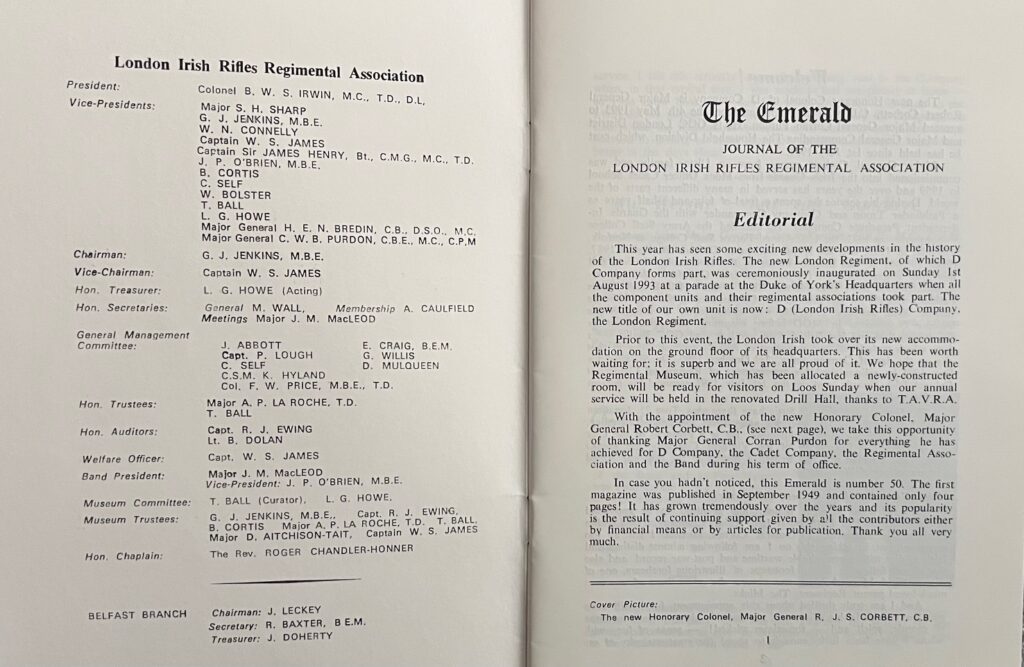 London Irish Rifles Regimental Association
President: Colonel B. W. S. IRWIN, M.C., T.D., D.L,
Vice-Presidents: Major S. H. SHARP
G. J. JENKINS, M.B.E.
W. N. CONNELLY
Captain W. S. JAMES
Captain Sir JAMES HENRY, Bt., C.M.G., M.C., T.D.
J. P. O'BRIEN, M.B.E.
B. CORTIS
C. SELF
W. BOLSTER
T. BALL
L. G. HOWE
Major General H. E. N. BREDIN, C.B., D.S.O., M.C.
Major General C. W. B. PURDON, C.B.E., M.C., C.P.M
Chairman: G. J. JENKINS, M.B.E.
Vice-Chairman: Captain W. S. JAMES
Hon. Treasurer: L. G. HOWE (Acting)
Hon. Secretaries: General M. WALL, Membership A. CAULFIELD
Meetings Major J. M. MacLEOD
General Management
Committee: J. ABBOTT E. CRAIG, B.E.M.
Capt. P. LOUGH G. WILLIS
C. SELF D. MULQUEEN
C.S.M. K. HYLAND
Col. F. W. PRICE, M.B.E., T.D.
Hon. Trustees: Major A. P. LA ROCHE, T.D.
T. BALL
Hon. Auditors: Capt. R. J. EWING
Lt. B. DOLAN
Welfare Officer: Capt. W. S. JAMES
Band President: Major J. M. MacLEOD
Vice-President: J. P. O'BRIEN, M.B.E.
Museum Committee: T. BALL (Curator), L. G. HOWE,
Museum Trustees: G. J. JENKINS, M.B.E., Capt. R. J. EWING,
B. CORTIS Major A. P. LA ROCHE, T.D. T. BALL,
Major D. AITCHISON-TAIT, Captain W. S. JAMES
Hon. Chaplain: The Rev. ROGER CHANDLER-HONNER
BELFAST BRANCH Chairman: J. LECKEY
Secretary: R. BAXTER, B E.M.
Treasurer: J. DOHERTY
The Emerald
JOURNAL OF THE
LONDON IRISH RIFLES REGIMENTAL ASSOCIATION
Editorial
This year has seen some exciting new developments in the history
of the London Irish Rifles. The new London Regiment, of which D
Company forms part, was ceremoniously inaugurated on Sunday 1st
August 1993 at a parade at the Duke of York's Headquarters when all
the component units and their regimental associations took part. The
new title of our own unit is now: D (London Irish Rifles) Company,
the London Regiment.
Prior to this event, the London Irish took over its new accommo-
dation on the ground floor of its headquarters. This has been worth
waiting for; it is superb and we are all proud of it. We hope that the
Regimental Museum, which has been allocated a newly-constructed
room, will be ready for visitors on Loos Sunday when our annual
service will be held in the renovated Drill Hall, thanks to T.A.V.R.A.
With the appointment of the new Honorary Colonel, Major
General Robert Corbett, C.B., (see next page), we take this opportunity
of thanking Major General Corran Purdon for everything he has
achieved for D Company, the Cadet Company, the Regimental Asso-
ciation and the Band during his term of office.
In case you hadn't noticed, this Emerald is number 50. The first
magazine was published in September 1949 and contained only four
pages! It has grown tremendously over the years and its popularity
is the result of continuing support given by all the contributors either
by financial means or by articles for publication. Thank you all very
much.
Cover Picture:
The new Honorary Colonel, Major General R. J. S. CORBETT, C.B.
1